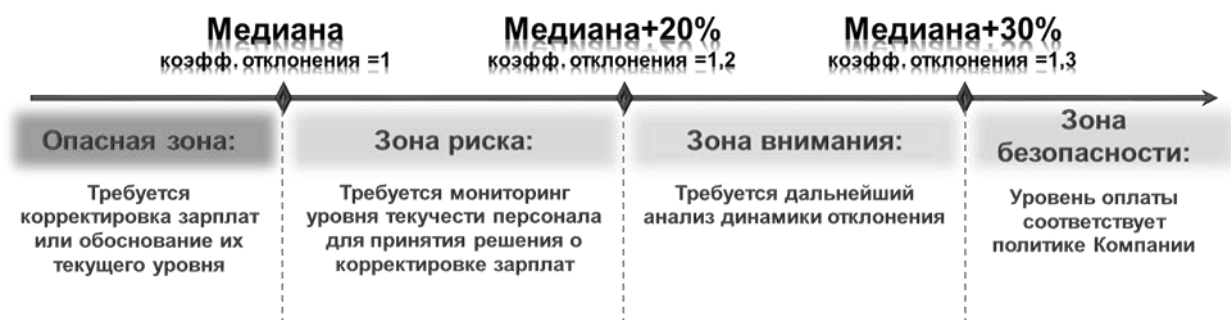 Медиана
коэфф. отклонения =1
Медиана+20%
коэфф. отклонения =1,2
Медиана+30%
коэфф. отклонения =1,3
Опасная зона:
Требуется
корректировка зарплат
или обоснование их
текущего уровня
Зона риска:
Требуется мониторинг
уровня текучести персонала
для принятия решения о
корректировке зарплат
Зона внимания:
Требуется дальнейший
анализ динамики отклонения
Зона
безопасности:
Уровень оплаты
соответствует
политике Компании